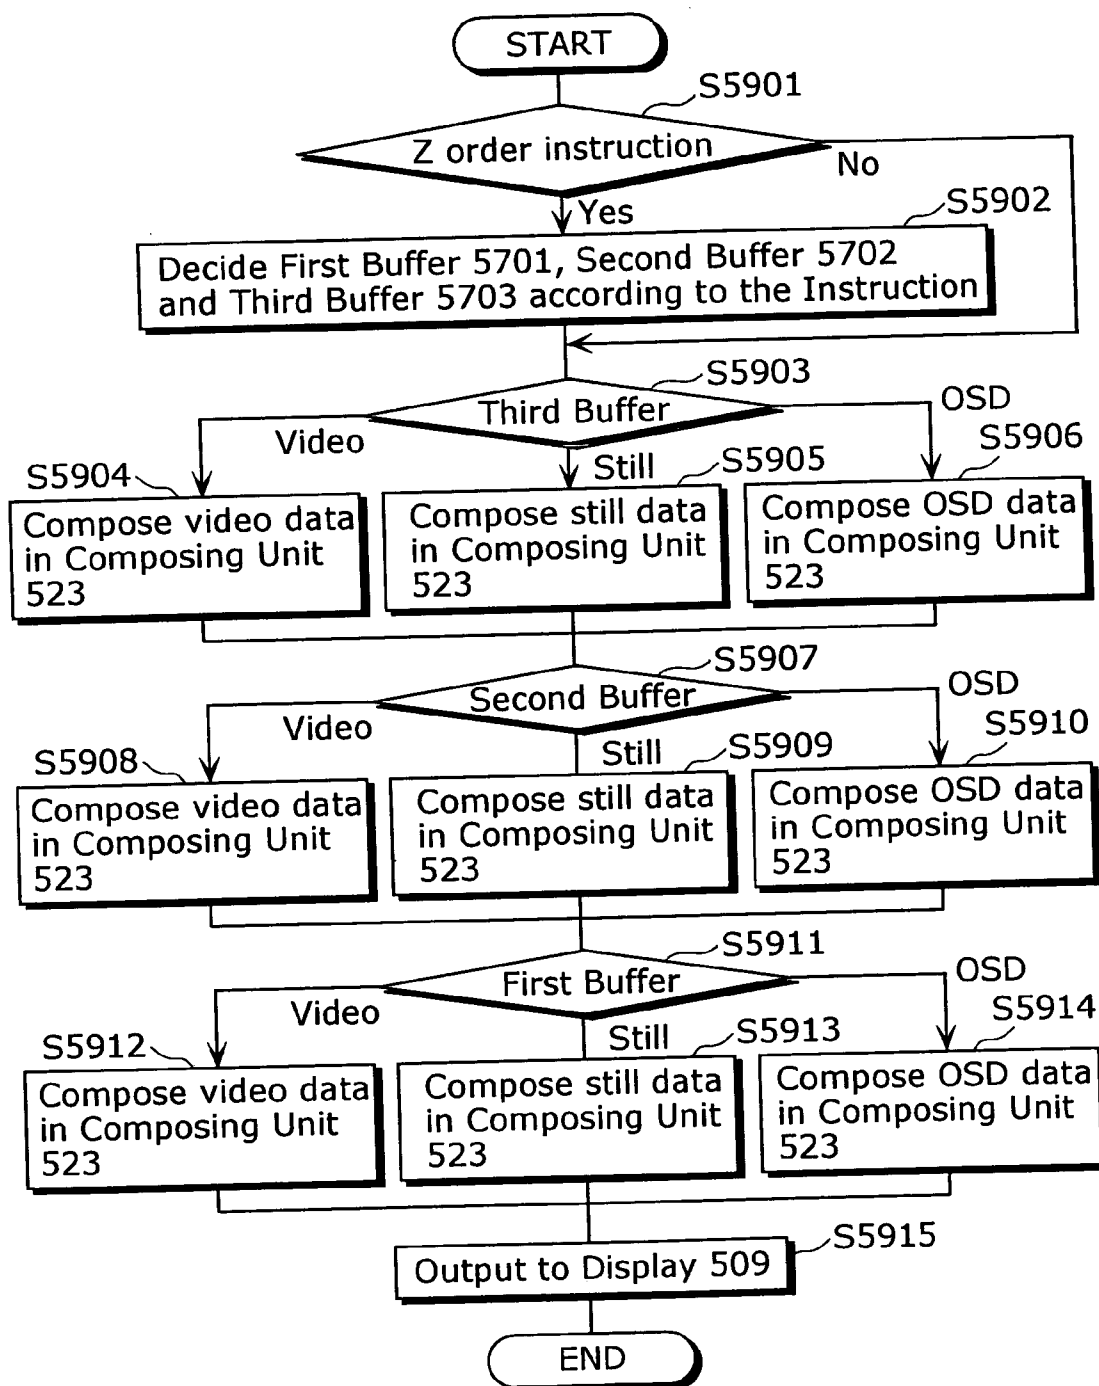 START
S5901
Z order instruction
No
Yes
S5902
Decide First Buffer 5701, Second Buffer 5702
and Third Buffer 5703 according to the Instruction
S5903
Third Buffer
Video
Still
OSD
S5904
Compose video data
in Composing Unit
523
S5905
Compose still data
in Composing Unit
523
S5906
Compose OSD data
in Composing Unit
523
S5907
Second Buffer
Video
Still
OSD
S5908
Compose video data
in Composing Unit
523
S5909
Compose still data
in Composing Unit
523
S5910
Compose OSD data
in Composing Unit
523
S5911
First Buffer
Video
Still
OSD
S5912
Compose video data
in Composing Unit
523
S5913
Compose still data
in Composing Unit
523
S5914
Compose OSD data
in Composing Unit
523
S5915
Output to Display 509
END